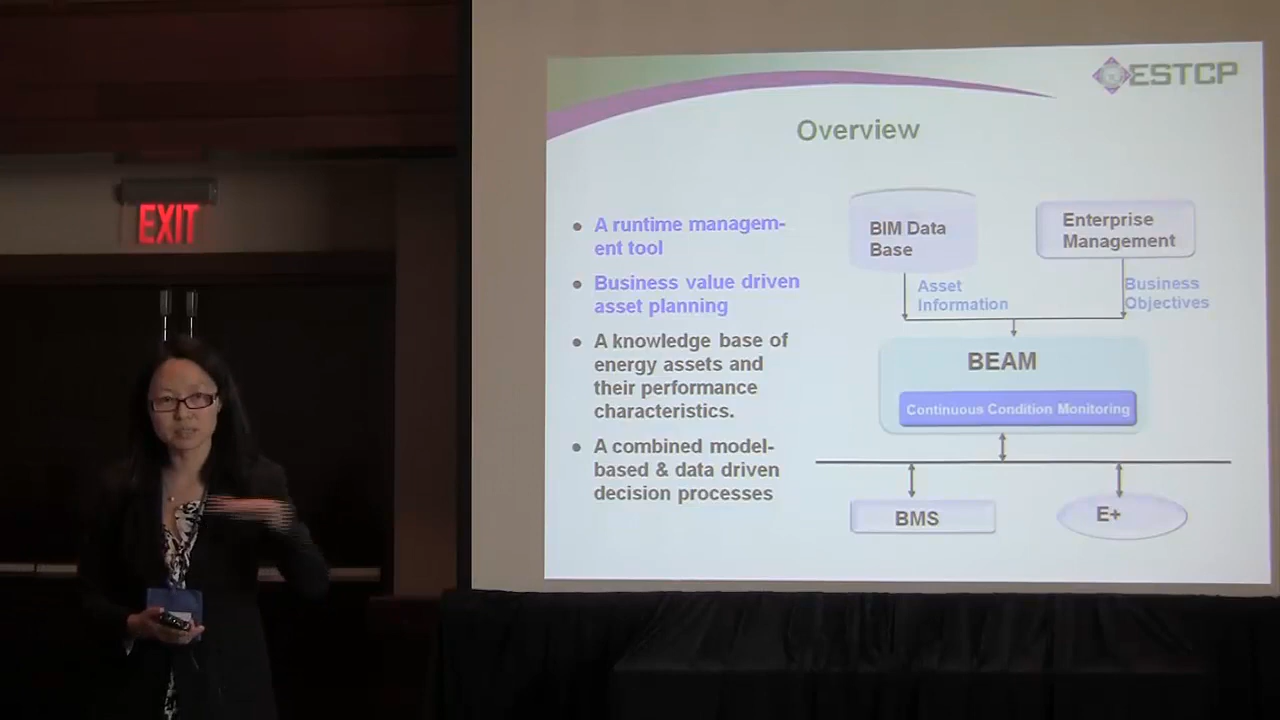 EXIT
ESTCP
Overview
• A runtime managem-
ent tool
• Business value driven
asset planning
• A knowledge base of
energy assets and
their performance
characteristics.
• A combined model-
based & data driven
decision processes
BIM Data
Base
Enterprise
Management
Asset
Information
Business
Objectives
BEAM
Continuous Condition Monitoring
BMS
E+